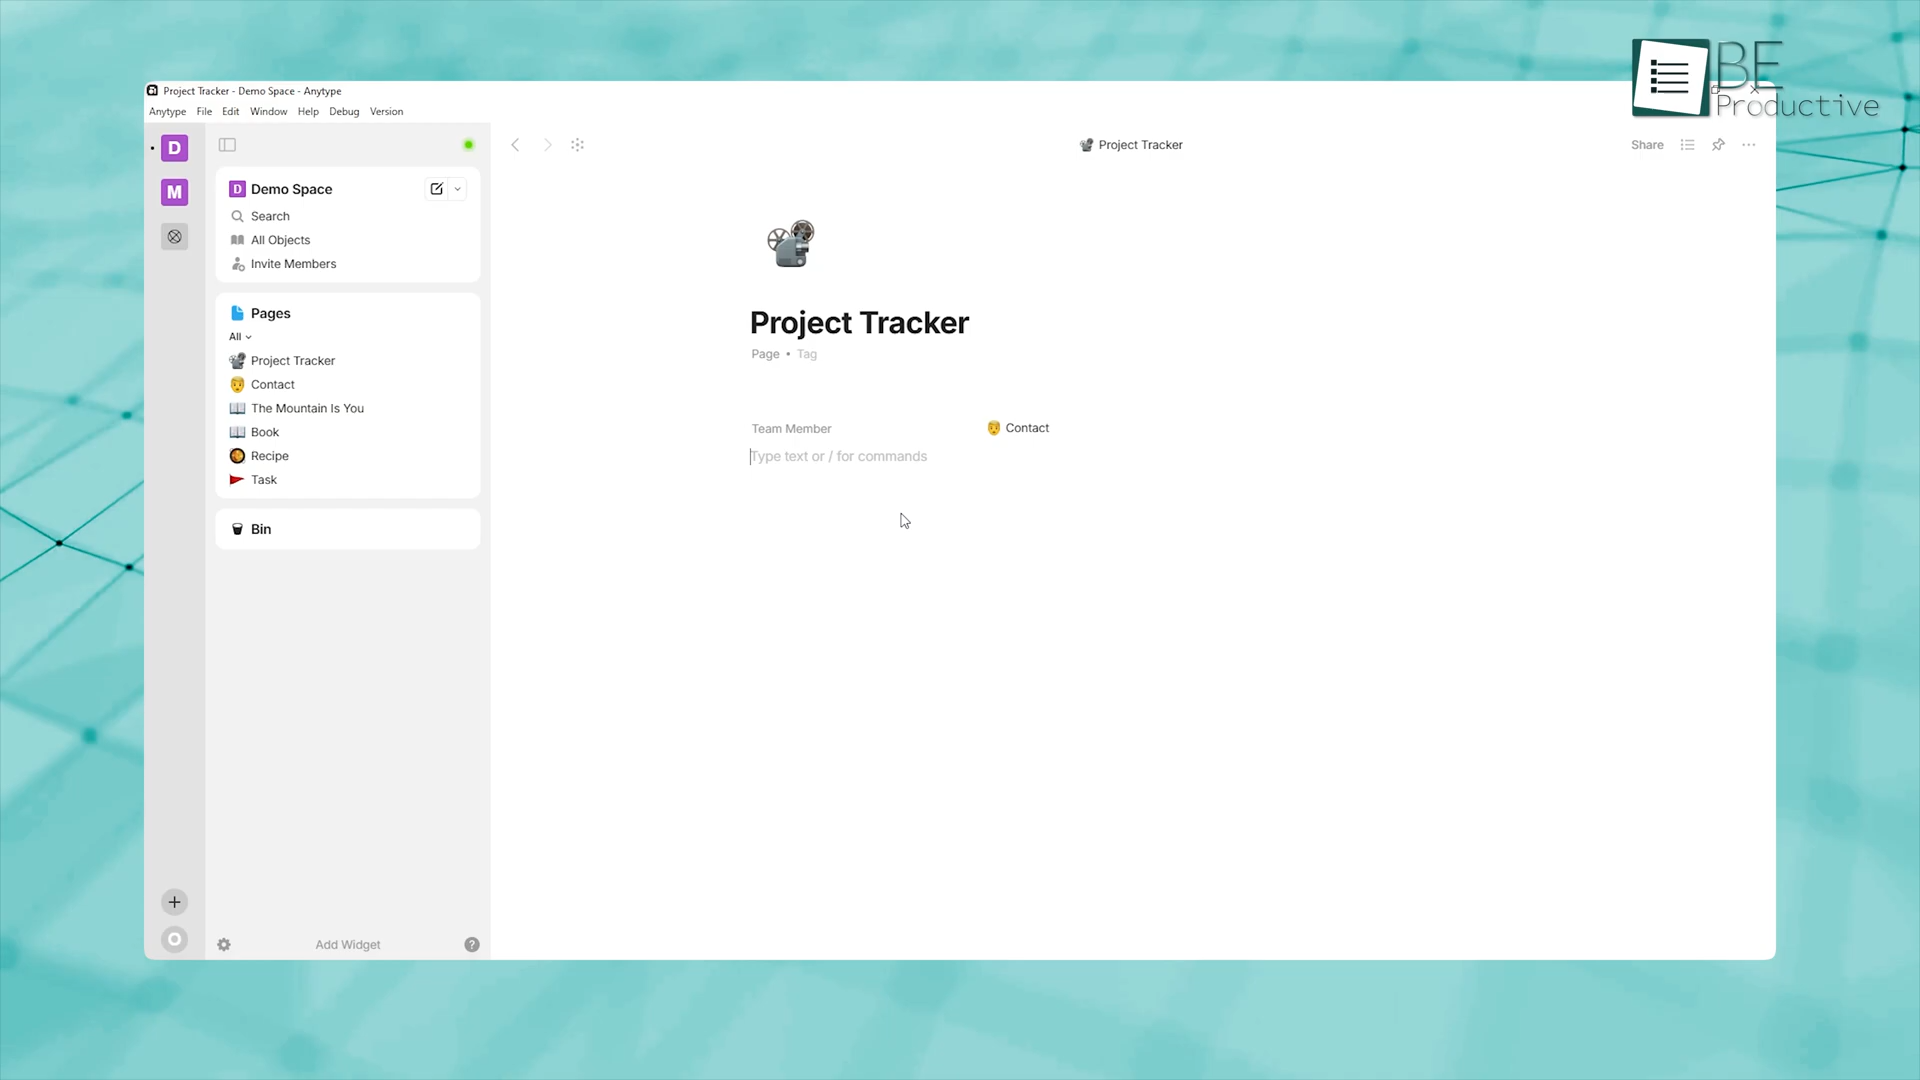 BE
Productive
Project Tracker - Demo Space - Anytype
Anytype File Edit Window Help Debug Version
D
M
D Demo Space
Search
All Objects
Invite Members
Pages
All
Project Tracker
Contact
The Mountain Is You
Book
Recipe
Task
Bin
O
Add Widget
?
Project Tracker
Share
Project Tracker
Page • Tag
Team Member
Contact
Type text or / for commands